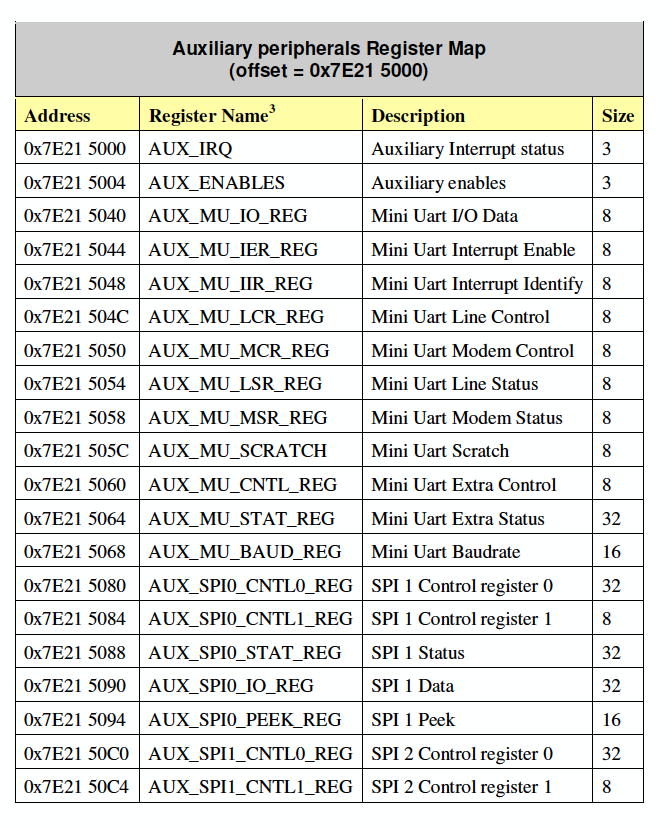 Auxiliary peripherals Register Map
(offset = 0x7E21 5000)
Address Register Name3 Description Size
0x7E21 5000 AUX_IRQ Auxiliary Interrupt status 3
0x7E21 5004 AUX_ENABLES Auxiliary enables 3
0x7E21 5040 AUX_MU_IO_REG Mini Uart I/O Data 8
0x7E21 5044 AUX_MU_IER_REG Mini Uart Interrupt Enable 8
0x7E21 5048 AUX_MU_IIR_REG Mini Uart Interrupt Identify 8
0x7E21 504C AUX_MU_LCR_REG Mini Uart Line Control 8
0x7E21 5050 AUX_MU_MCR_REG Mini Uart Modem Control 8
0x7E21 5054 AUX_MU_LSR_REG Mini Uart Line Status 8
0x7E21 5058 AUX_MU_MSR_REG Mini Uart Modem Status 8
0x7E21 505C AUX_MU_SCRATCH Mini Uart Scratch 8
0x7E21 5060 AUX_MU_CNTL_REG Mini Uart Extra Control 8
0x7E21 5064 AUX_MU_STAT_REG Mini Uart Extra Status 32
0x7E21 5068 AUX_MU_BAUD_REG Mini Uart Baudrate 16
0x7E21 5080 AUX_SPI0_CNTL0_REG SPI 1 Control register 0 32
0x7E21 5084 AUX_SPI0_CNTL1_REG SPI 1 Control register 1 8
0x7E21 5088 AUX_SPI0_STAT_REG SPI 1 Status 32
0x7E21 5090 AUX_SPI0_IO_REG SPI 1 Data 32
0x7E21 5094 AUX_SPI0_PEEK_REG SPI 1 Peek 16
0x7E21 50C0 AUX_SPI1_CNTL0_REG SPI 2 Control register 0 32
0x7E21 50C4 AUX_SPI1_CNTL1_REG SPI 2 Control register 1 8